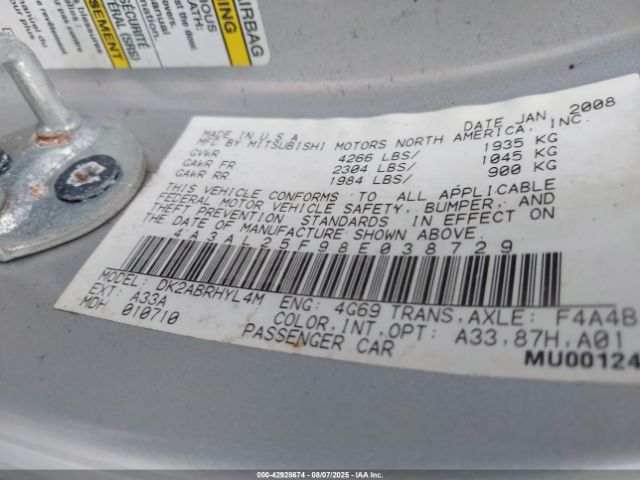 AIRBAG
WARNING
SÉCURITÉ
(SRS)
MADE IN U.S.A. DATE JAN. 2008
MFD BY MITSUBISHI MOTORS NORTH AMERICA, INC.
GVWR 4266 LBS/ 1935 KG
GAWR FR 2304 LBS/ 1045 KG
GAWR RR 1984 LBS/ 900 KG
THIS VEHICLE CONFORMS TO ALL APPLICABLE
FEDERAL MOTOR VEHICLE SAFETY, BUMPER, AND
THEFT PREVENTION STANDARDS IN EFFECT ON
THE DATE OF MANUFACTURE SHOWN ABOVE.
4A3AL25F98E038729
MODEL: DK2ABRHYL4M ENG: 4G69 TRANS.AXLE: F4A4B
EXT: A33A COLOR.INT.OPT: A33.87H.A01
MDH 010710 PASSENGER CAR
MU00124
000-42928674 - 08/07/2025 - IAA Inc.